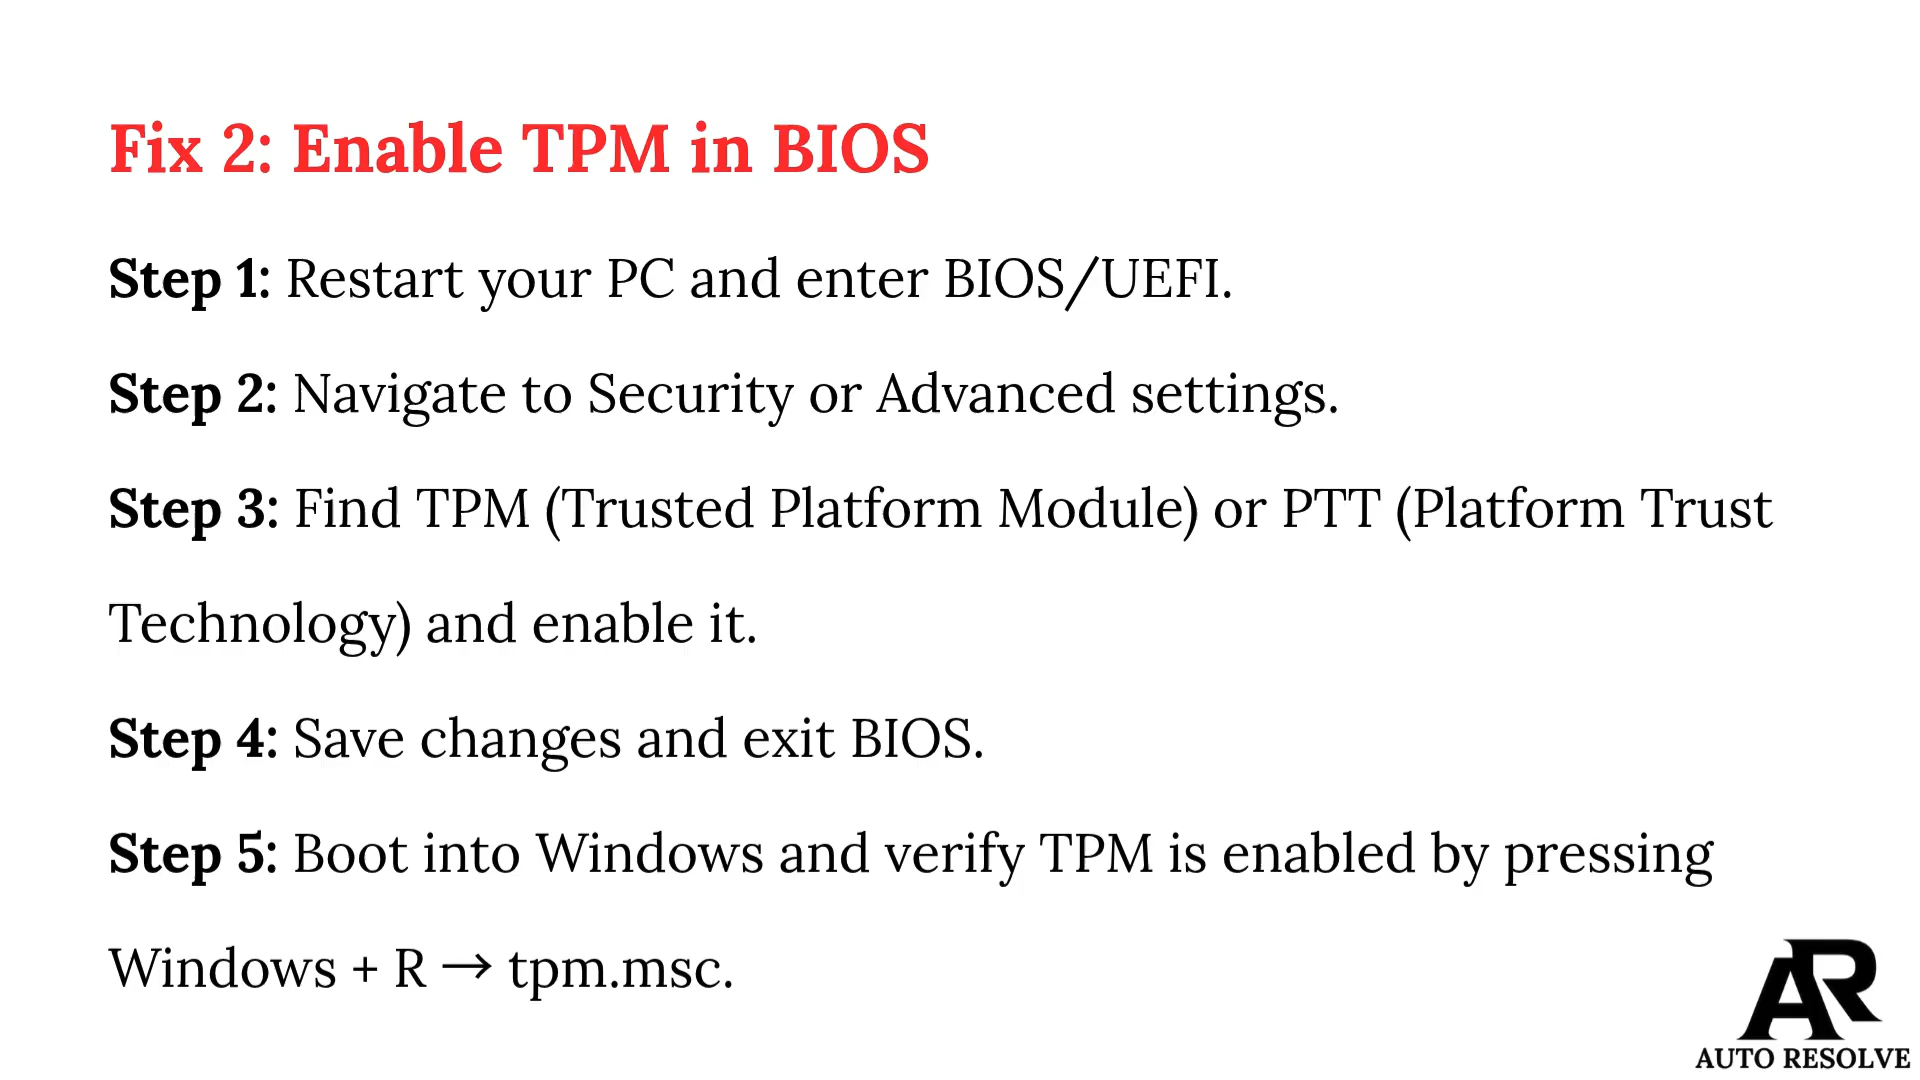 Fix 2: Enable TPM in BIOS
Step 1: Restart your PC and enter BIOS/UEFI.
Step 2: Navigate to Security or Advanced settings.
Step 3: Find TPM (Trusted Platform Module) or PTT (Platform Trust
Technology) and enable it.
Step 4: Save changes and exit BIOS.
Step 5: Boot into Windows and verify TPM is enabled by pressing
Windows + R → tpm.msc.
AR
AUTO RESOLVE